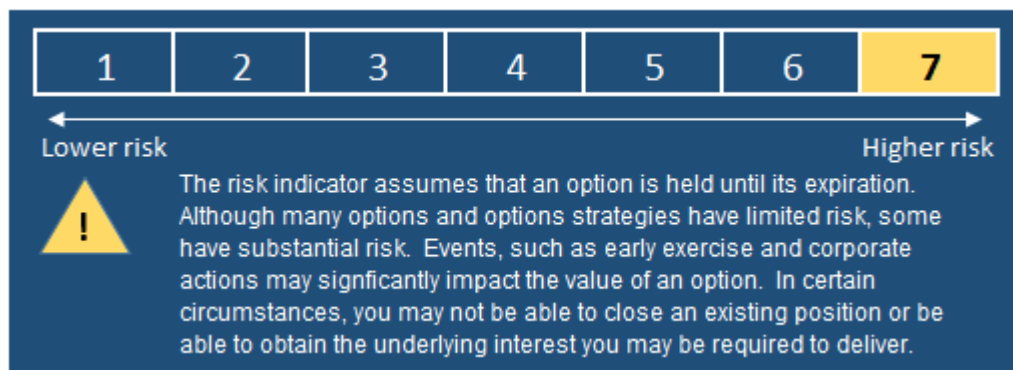 1 2 3 4 5 6 7
Lower risk Higher risk
!
The risk indicator assumes that an option is held until its expiration.
Although many options and options strategies have limited risk, some
have substantial risk.  Events, such as early exercise and corporate
actions may signficantly impact the value of an option.  In certain
circumstances, you may not be able to close an existing position or be
able to obtain the underlying interest you may be required to deliver.